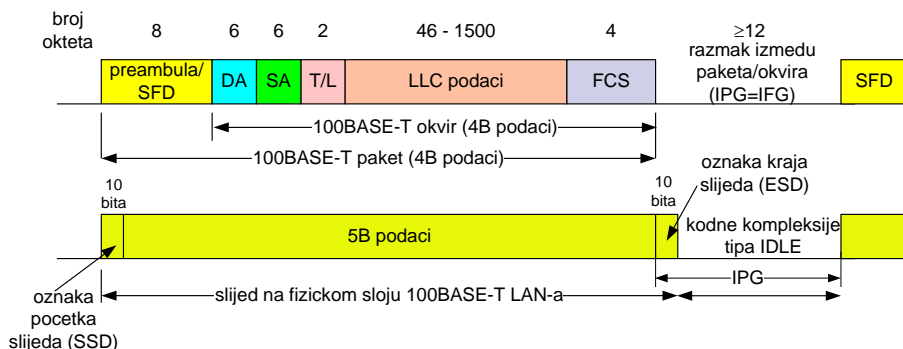 broj
okteta
8
6
6
2
46 - 1500
4
≥12
razmak izmedu
paketa/okvira
(IPG=IFG)
preambula/
SFD
DA
SA
T/L
LLC podaci
FCS
SFD
100BASE-T okvir (4B podaci)
100BASE-T paket (4B podaci)
oznaka kraja
slijeda (ESD)
10
bita
10
bita
5B podaci
kodne kompleksije
tipa IDLE
IPG
slijed na fizickom sloju 100BASE-T LAN-a
oznaka
pocetka
slijeda (SSD)